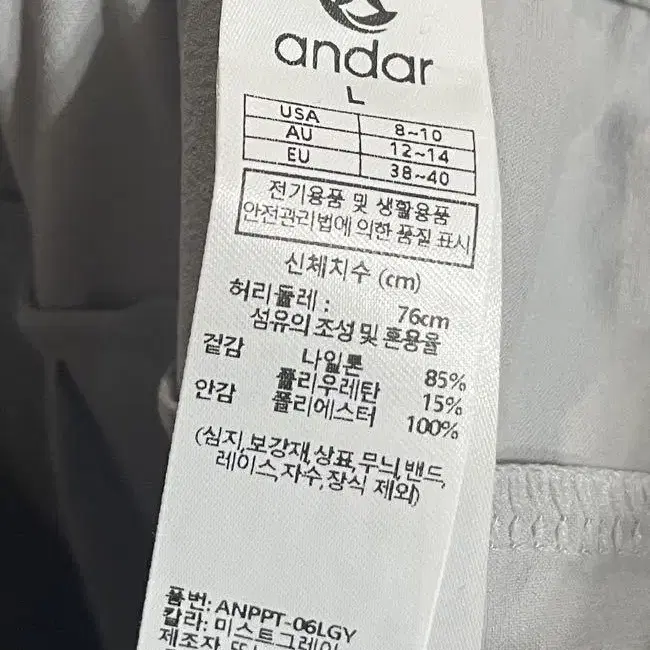 andar
L
USA 8~10
AU 12~14
EU 38~40
전기용품 및 생활용품
안전관리법에 의한 품질 표시
신체치수 (cm)
허리둘레 : 76cm
섬유의 조성 및 혼용율
겉감 나일론 85%
폴리우레탄 15%
안감 폴리에스터 100%
(심지,보강재,상표,무늬,밴드,
레이스,자수,장식 제외)
품번: ANPPT-06LGY
칼라: 미스트그레이
제조자